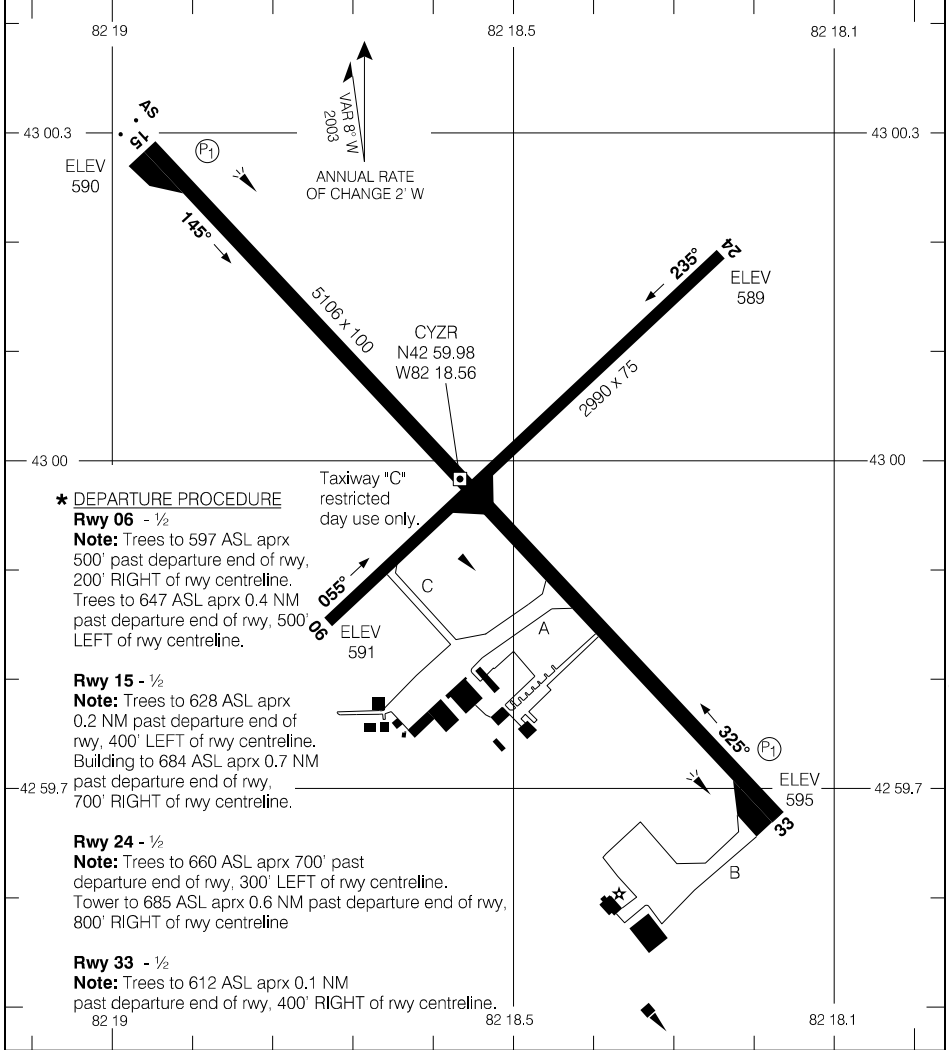 82 19
82 18.5
82 18.1
AS
15
43 00.3
43 00.3
P1
VAR 8° W
2003
ELEV
590
ANNUAL RATE
OF CHANGE 2' W
145°
24
235°
ELEV
589
5106 x 100
CYZR
N42 59.98
W82 18.56
2990 x 75
43 00
43 00
Taxiway "C"
restricted
day use only.
* DEPARTURE PROCEDURE
Rwy 06 - ½
Note: Trees to 597 ASL aprx
500' past departure end of rwy,
200' RIGHT of rwy centreline.
Trees to 647 ASL aprx 0.4 NM
past departure end of rwy, 500'
LEFT of rwy centreline.
055°
06
ELEV
591
C
A
Rwy 15 - ½
Note: Trees to 628 ASL aprx
0.2 NM past departure end of
rwy, 400' LEFT of rwy centreline.
Building to 684 ASL aprx 0.7 NM
past departure end of rwy,
700' RIGHT of rwy centreline.
325°
P1
ELEV
595
42 59.7
42 59.7
33
B
Rwy 24 - ½
Note: Trees to 660 ASL aprx 700' past
departure end of rwy, 300' LEFT of rwy centreline.
Tower to 685 ASL aprx 0.6 NM past departure end of rwy,
800' RIGHT of rwy centreline
Rwy 33 - ½
Note: Trees to 612 ASL aprx 0.1 NM
past departure end of rwy, 400' RIGHT of rwy centreline.
82 19
82 18.5
82 18.1